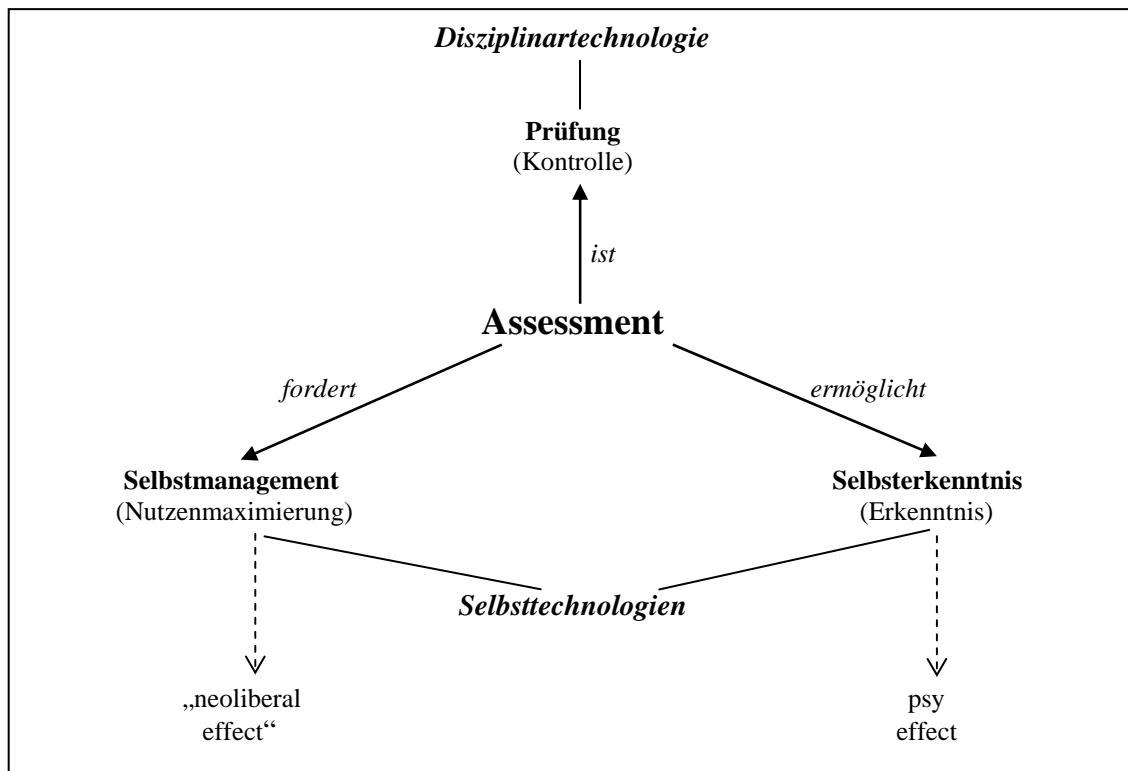 Disziplinartechnologie
Prüfung
(Kontrolle)
ist
Assessment
fordert
ermöglicht
Selbstmanagement
(Nutzenmaximierung)
Selbsterkenntnis
(Erkenntnis)
Selbsttechnologien
„neoliberal
effect“
psy
effect